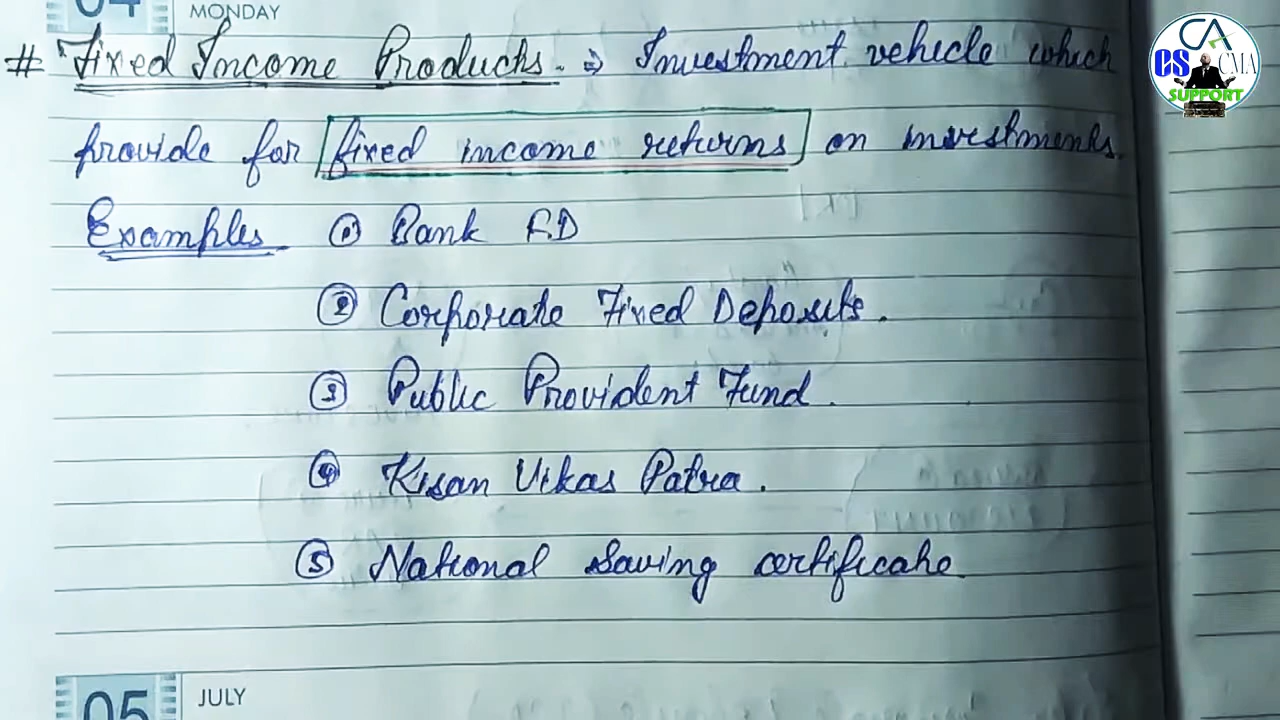 04 MONDAY
# Fixed Income Products. ⇒ Investment vehicle which
provide for fixed income returns on investments.
Examples ① Bank FD
② Corporate Fixed Deposits.
③ Public Provident Fund.
④ Kisan Vikas Patra.
⑤ National Saving certificate.
05 JULY
CA
CS CMA
SUPPORT